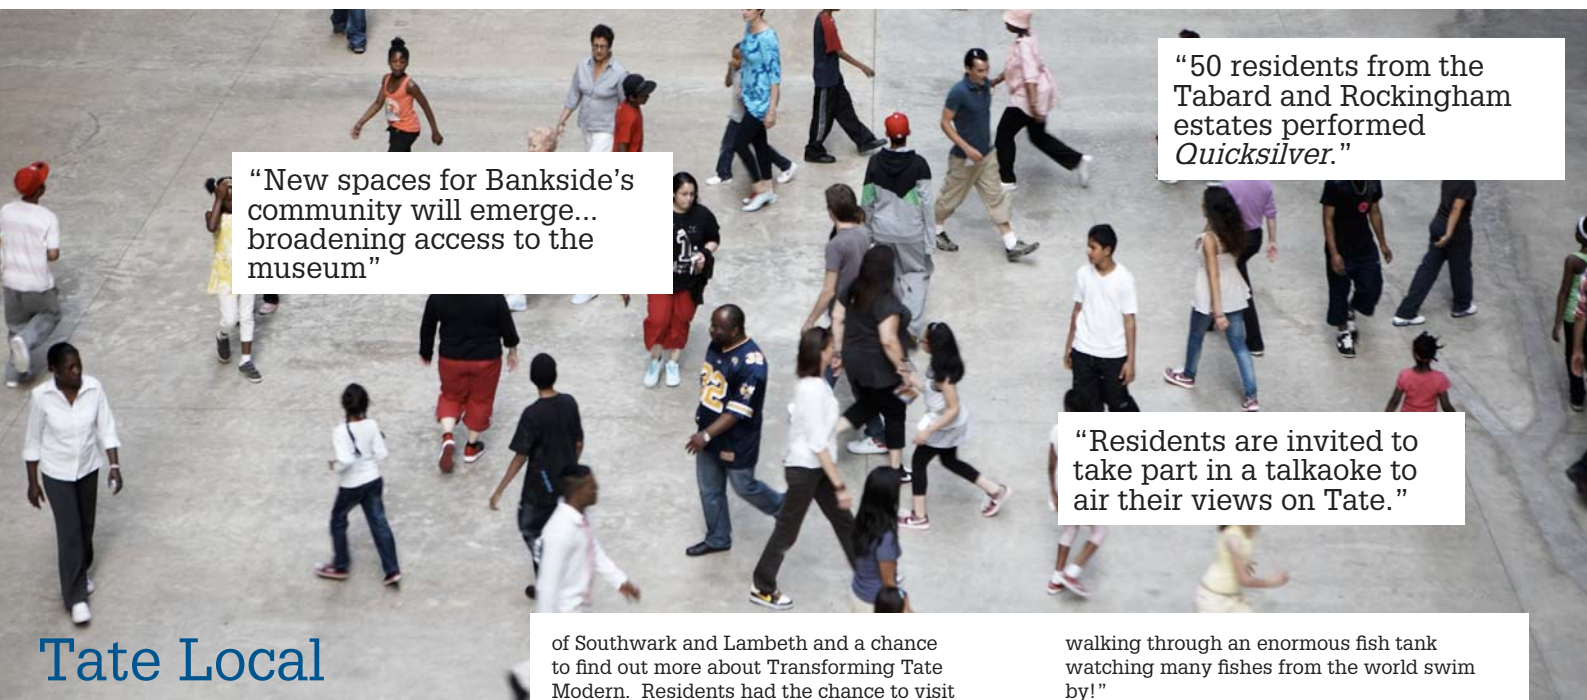 “50 residents from the
Tabard and Rockingham
estates performed
Quicksilver.”
“New spaces for Bankside’s
community will emerge...
broadening access to the
museum”
“Residents are invited to
take part in a talkaoke to
air their views on Tate.”
Tate Local
of Southwark and Lambeth and a chance
to find out more about Transforming Tate
Modern.  Residents had the chance to visit
walking through an enormous fish tank
watching many fishes from the world swim
by!”
32
32